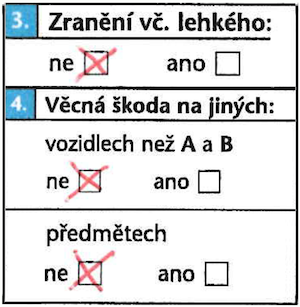 3. Zranění vč. lehkého:
ne ☒ ano ☐
4. Věcná škoda na jiných:
vozidlech než A a B
ne ☒ ano ☐
předmětech
ne ☒ ano ☐